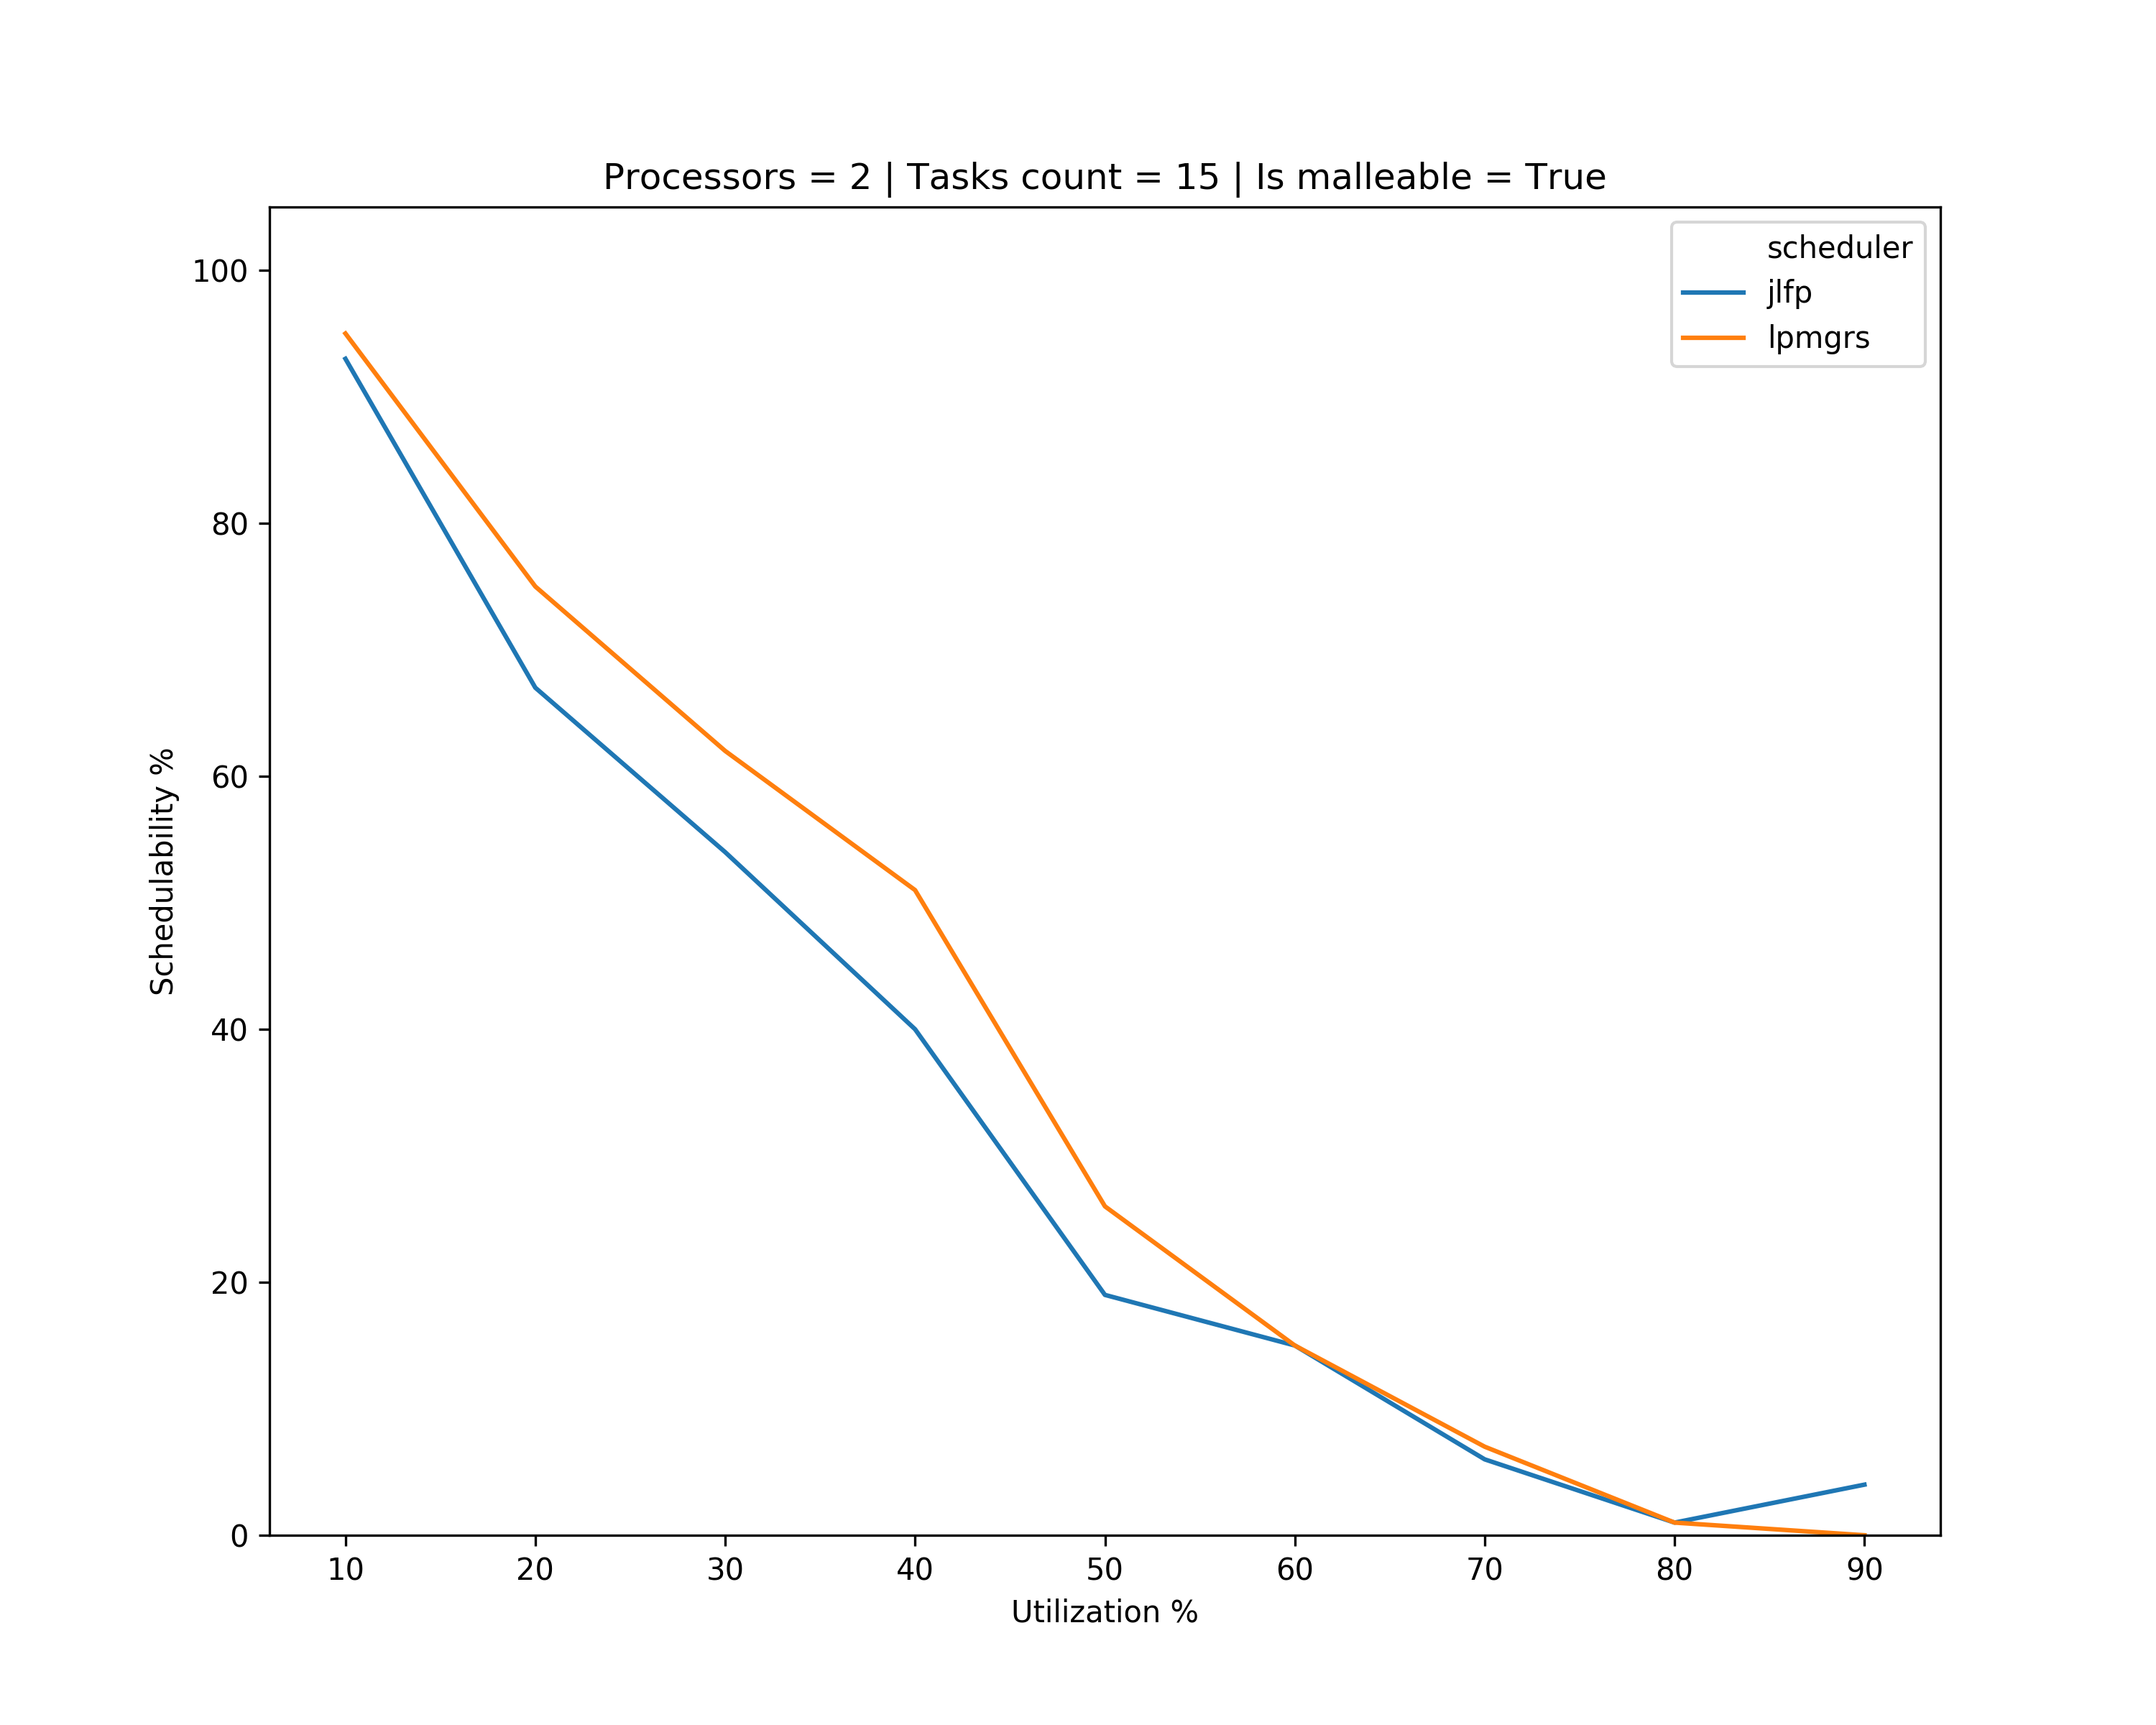 Processors = 2 | Tasks count = 15 | Is malleable = True
scheduler
jlfp
lpmgrs
Schedulability %
100
80
60
40
20
0
10 20 30 40 50 60 70 80 90
Utilization %